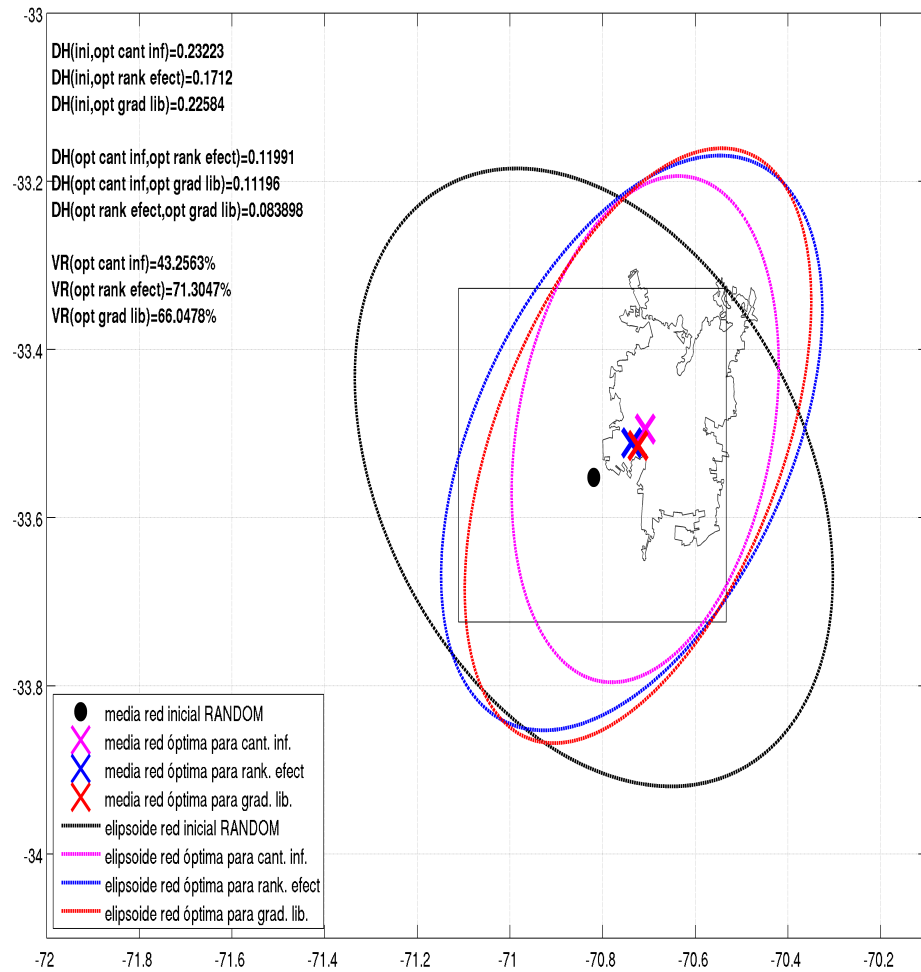 -33
DH(ini,opt cant inf)=0.23223
DH(ini,opt rank efect)=0.1712
DH(ini,opt grad lib)=0.22584
DH(opt cant inf,opt rank efect)=0.11991
DH(opt cant inf,opt grad lib)=0.11196
-33.2
DH(opt rank efect,opt grad lib)=0.083898
VR(opt cant inf)=43.2563%
VR(opt rank efect)=71.3047%
VR(opt grad lib)=66.0478%
-33.4
-33.6
-33.8
media red inicial RANDOM
media red óptima para cant. inf.
media red óptima para rank. efect
media red óptima para grad. lib.
elipsoide red inicial RANDOM
-34
elipsoide red óptima para cant. inf.
elipsoide red óptima para rank. efect
elipsoide red óptima para grad. lib.
-72 -71.8 -71.6 -71.4 -71.2 -71 -70.8 -70.6 -70.4 -70.2